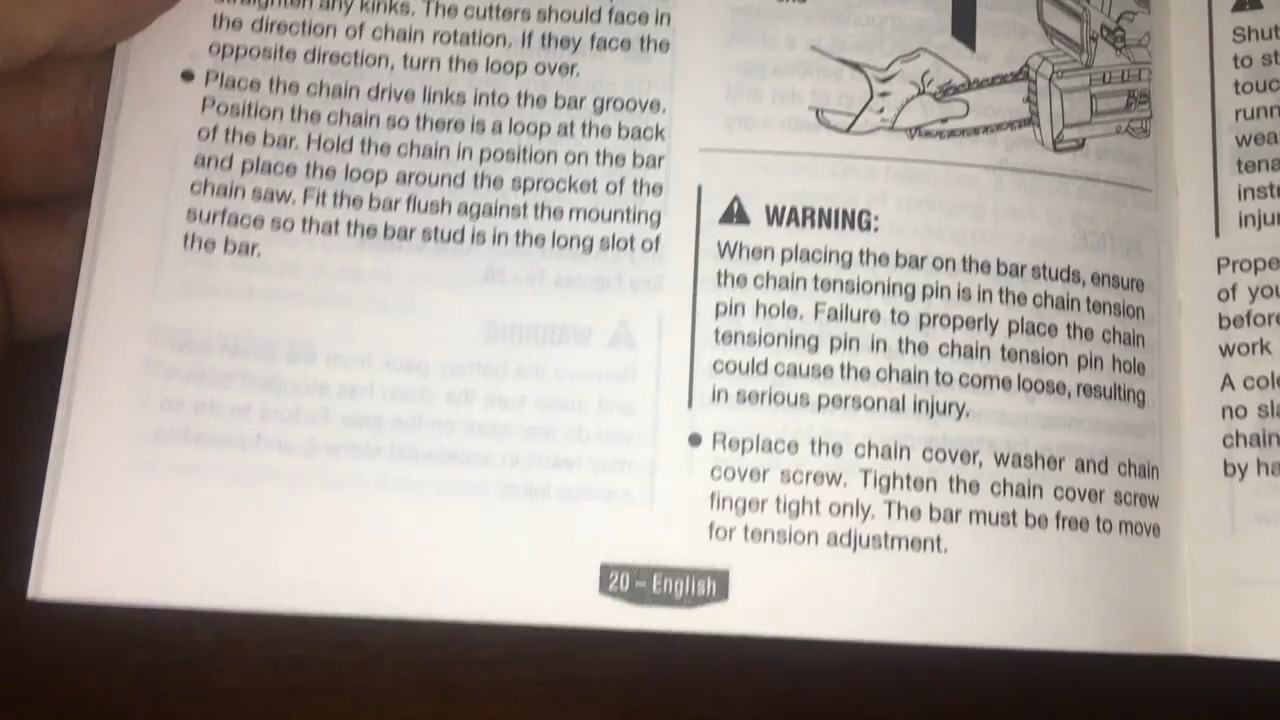 straighten any kinks. The cutters should face in
the direction of chain rotation. If they face the
opposite direction, turn the loop over.
● Place the chain drive links into the bar groove.
Position the chain so there is a loop at the back
of the bar. Hold the chain in position on the bar
and place the loop around the sprocket of the
chain saw. Fit the bar flush against the mounting
surface so that the bar stud is in the long slot of
the bar.
WARNING:
When placing the bar on the bar studs, ensure
the chain tensioning pin is in the chain tension
pin hole. Failure to properly place the chain
tensioning pin in the chain tension pin hole
could cause the chain to come loose, resulting
in serious personal injury.
● Replace the chain cover, washer and chain
cover screw. Tighten the chain cover screw
finger tight only. The bar must be free to move
for tension adjustment.
20 – English
Shut
to st
touc
runn
wea
tena
instr
injur
Prope
of you
before
work
A cold
no sla
chain
by ha